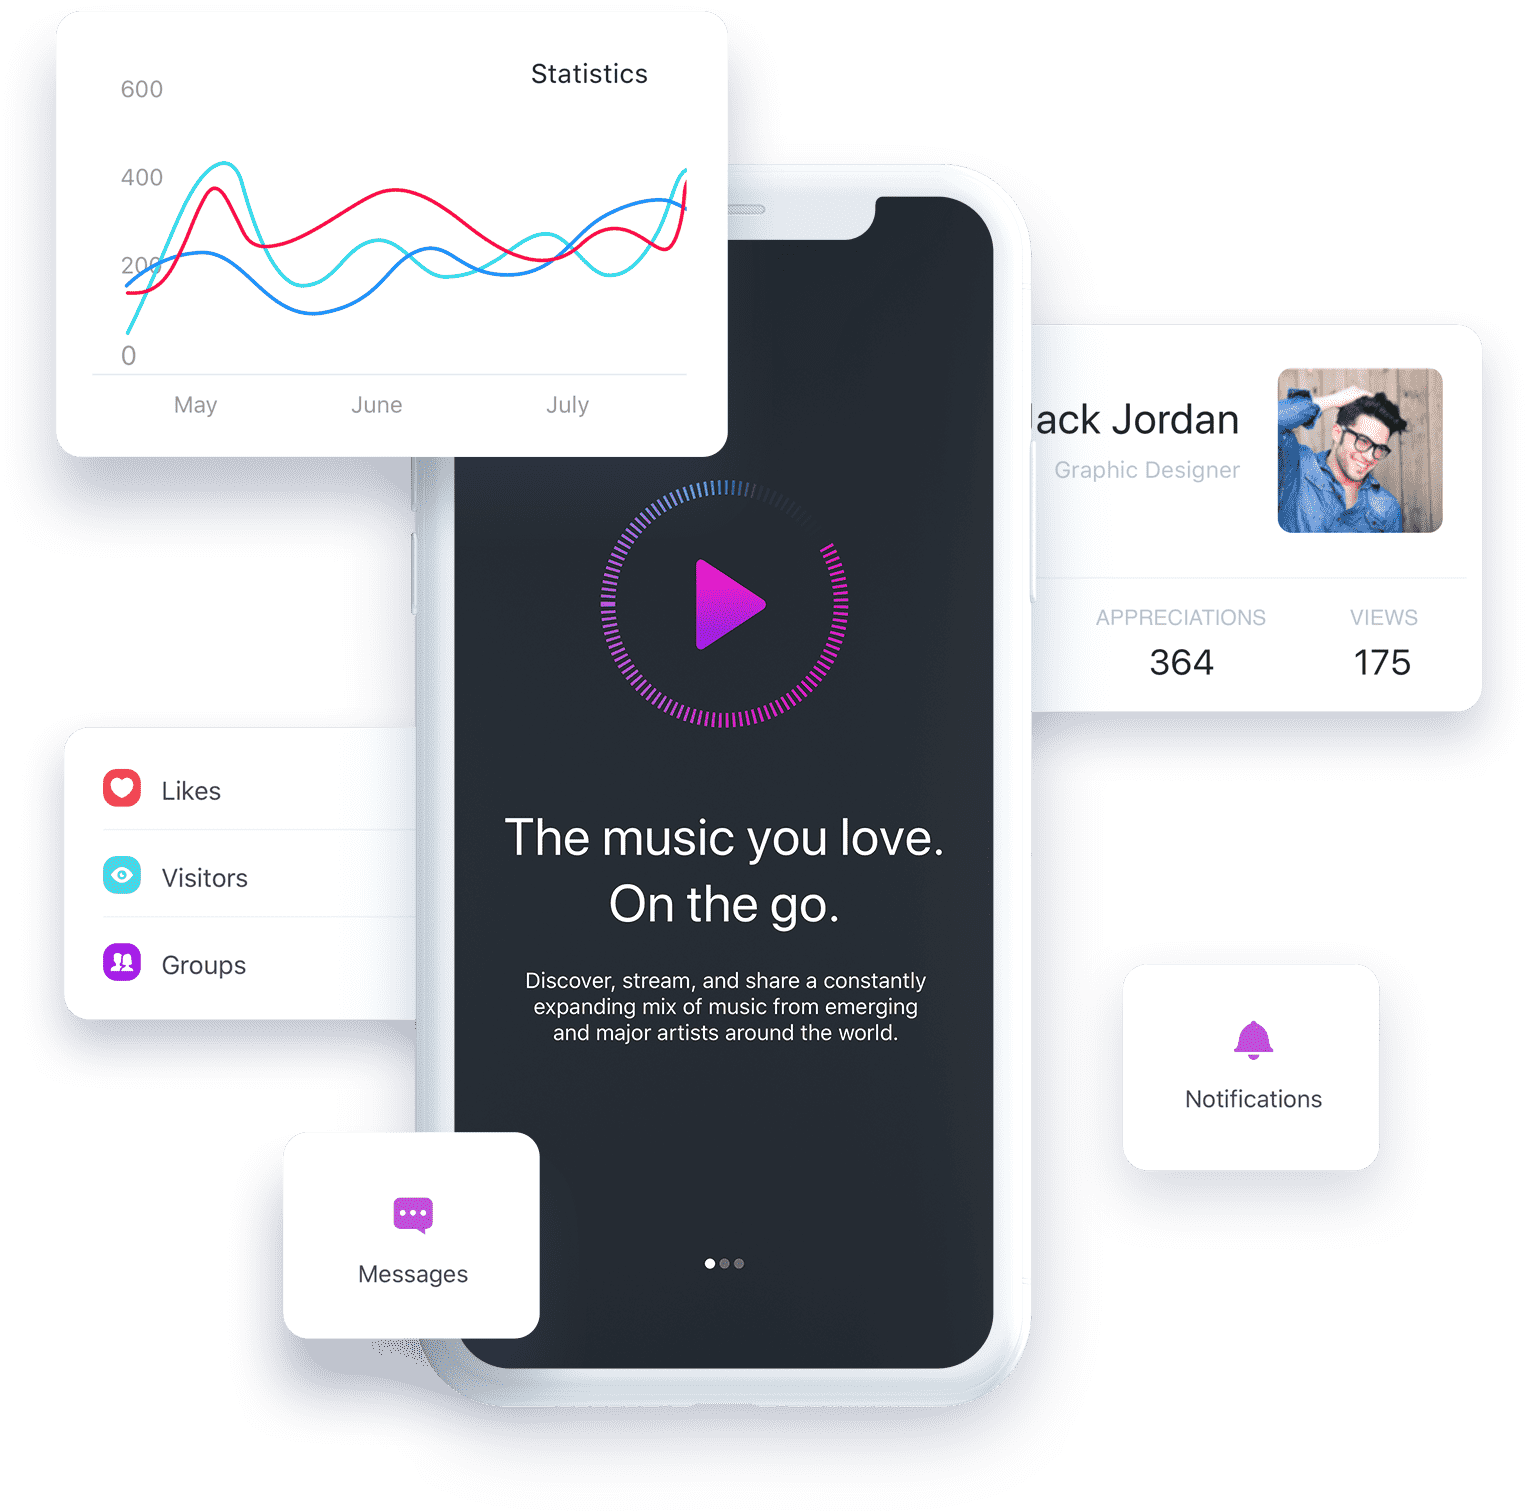 Statistics
600
400
200
0
May
June
July
Jack Jordan
Graphic Designer
APPRECIATIONS
VIEWS
364
175
Likes
Visitors
Groups
The music you love.
On the go.
Discover, stream, and share a constantly
expanding mix of music from emerging
and major artists around the world.
Notifications
Messages